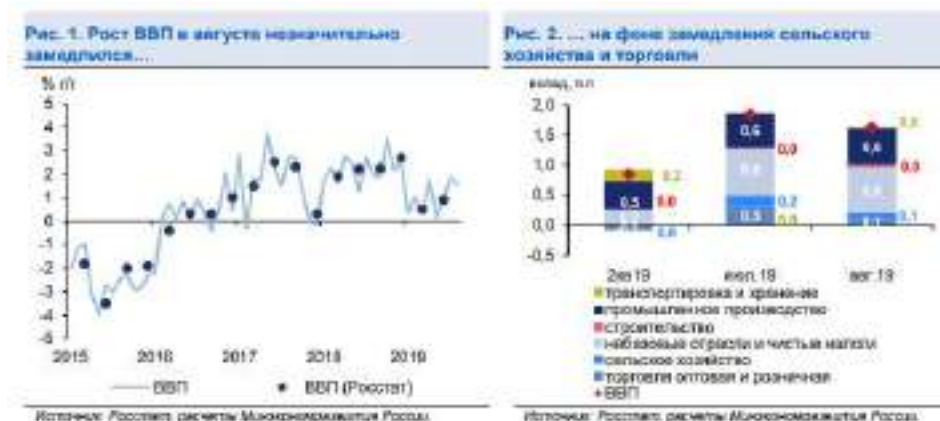 Рис. 1. Рост ВВП в августе незначительно
замедлился...
% г/г
5
4
3
2
1
0
-1
-2
-3
-4
-5
2015 2016 2017 2018 2019
ВВП ВВП (Росстат)
Источник: Росстат, расчеты Минэкономразвития России.
Рис. 2. ... на фоне замедления сельского
хозяйства и торговли
вклад, п.п.
2,0
1,5
1,0
0,5
0,0
-0,5
0,2
0,5
0,0
0,6
0,0
0,2
0,5
0,0
0,6
0,0
0,1
0,1
2кв19 июл.19 авг.19
транспортировка и хранение
промышленное производство
строительство
небазовые отрасли и чистые налоги
сельское хозяйство
торговля оптовая и розничная
ВВП
Источник: Росстат, расчеты Минэкономразвития России.